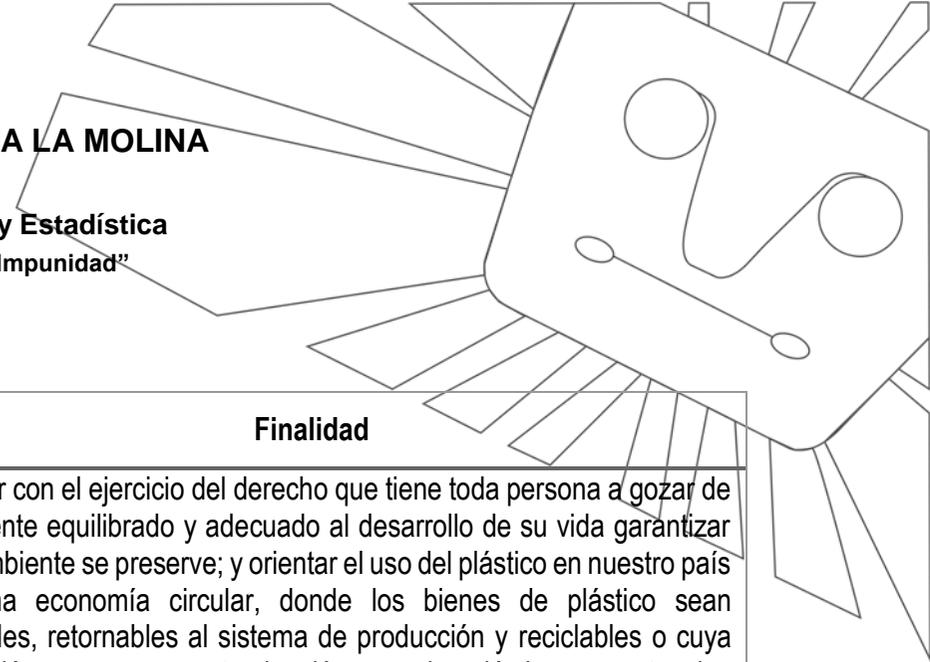 A LA MOLINA
y Estadística
Impunidad”
Finalidad
r con el ejercicio del derecho que tiene toda persona a gozar de
nte equilibrado y adecuado al desarrollo de su vida garantizar
mbiente se preserve; y orientar el uso del plástico en nuestro país
na economía circular, donde los bienes de plástico sean
les, retornables al sistema de producción y reciclables o cuya